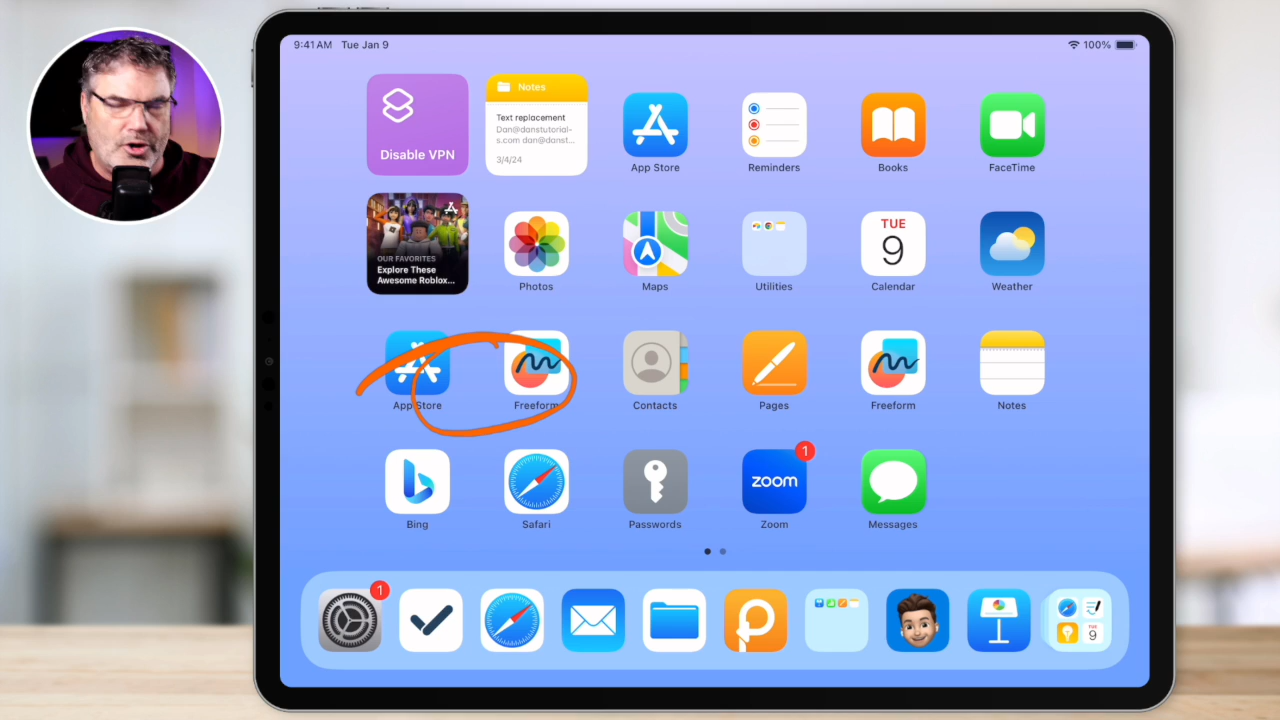 9:41 AM Tue Jan 9
100%
Disable VPN
Notes
Text replacement
Dan@danstutorial-
s.com dan@danst...
3/4/24
App Store
Reminders
Books
FaceTime
OUR FAVORITES
Explore These
Awesome Roblox...
Photos
Maps
Utilities
TUE
9
Calendar
Weather
App Store
Freeform
Contacts
Pages
Freeform
Notes
Bing
Safari
Passwords
zoom
1
Zoom
Messages
1
TUE
9